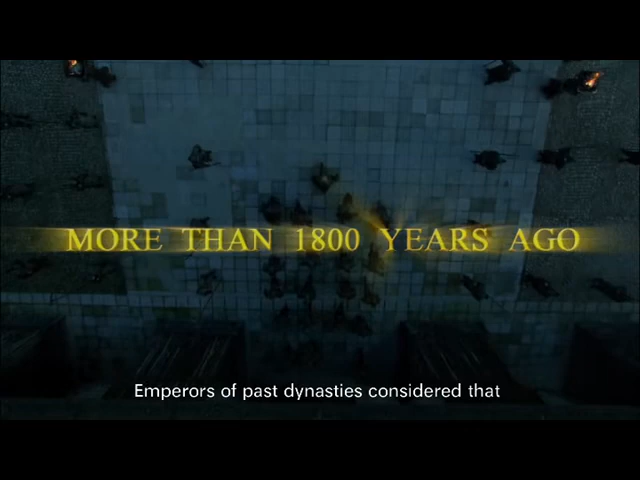 MORE THAN 1800 YEARS AGO
Emperors of past dynasties considered that